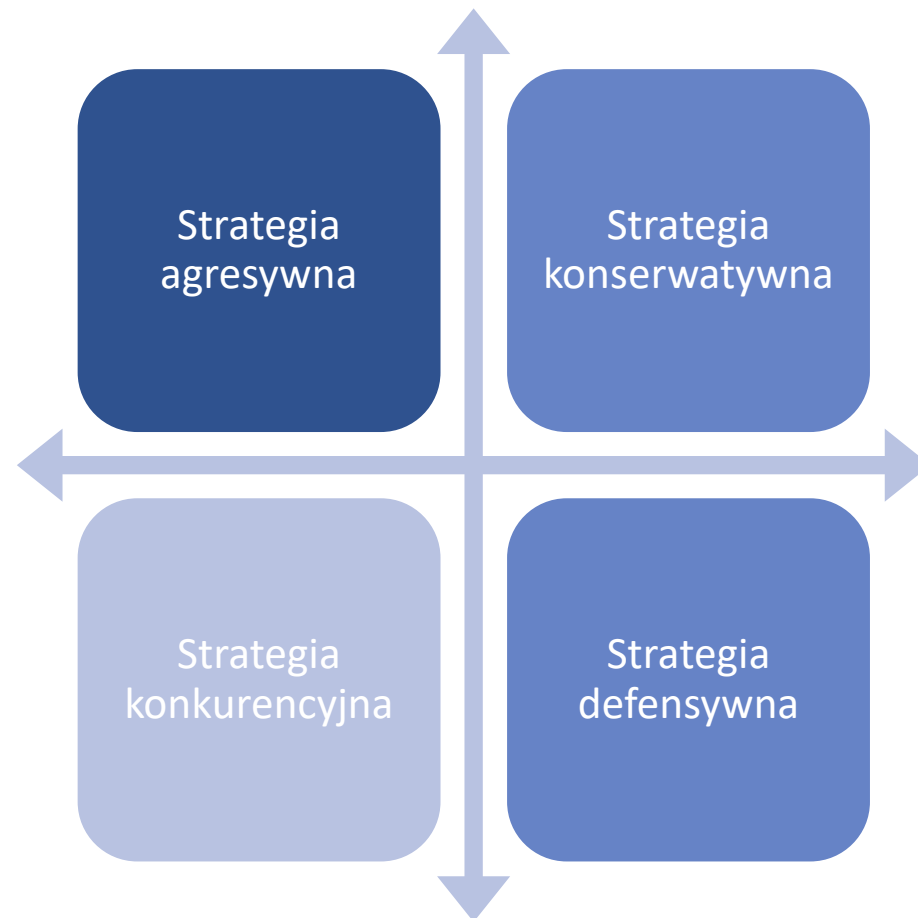 Strategia
agresywna
Strategia
konserwatywna
Strategia
konkurencyjna
Strategia
defensywna